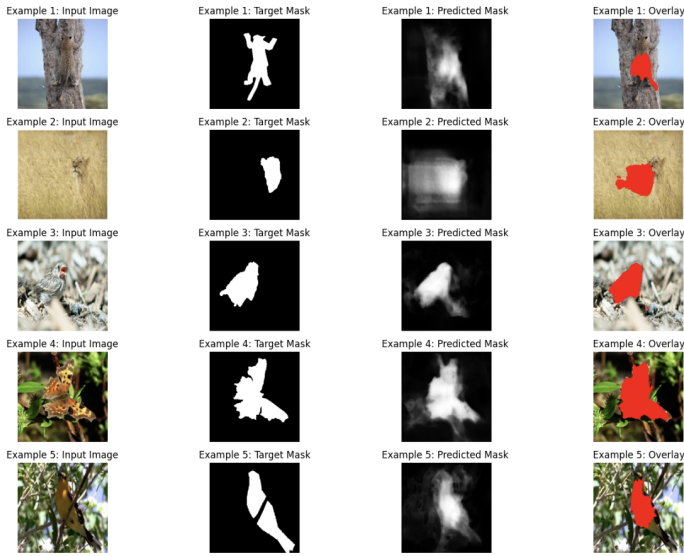 Example 1: Input Image Example 1: Target Mask Example 1: Predicted Mask Example 1: Overlay
Example 2: Input Image Example 2: Target Mask Example 2: Predicted Mask Example 2: Overlay
Example 3: Input Image Example 3: Target Mask Example 3: Predicted Mask Example 3: Overlay
Example 4: Input Image Example 4: Target Mask Example 4: Predicted Mask Example 4: Overlay
Example 5: Input Image Example 5: Target Mask Example 5: Predicted Mask Example 5: Overlay